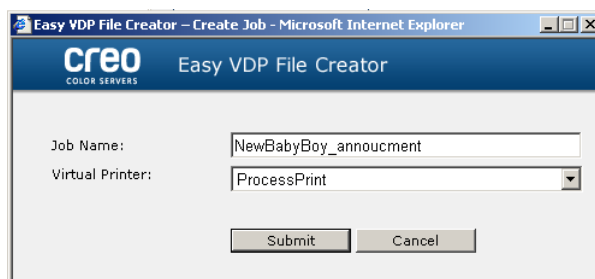 Easy VDP File Creator – Create Job - Microsoft Internet Explorer
creo Easy VDP File Creator
COLOR SERVERS
Job Name: NewBabyBoy_annoucment
Virtual Printer: ProcessPrint
Submit Cancel